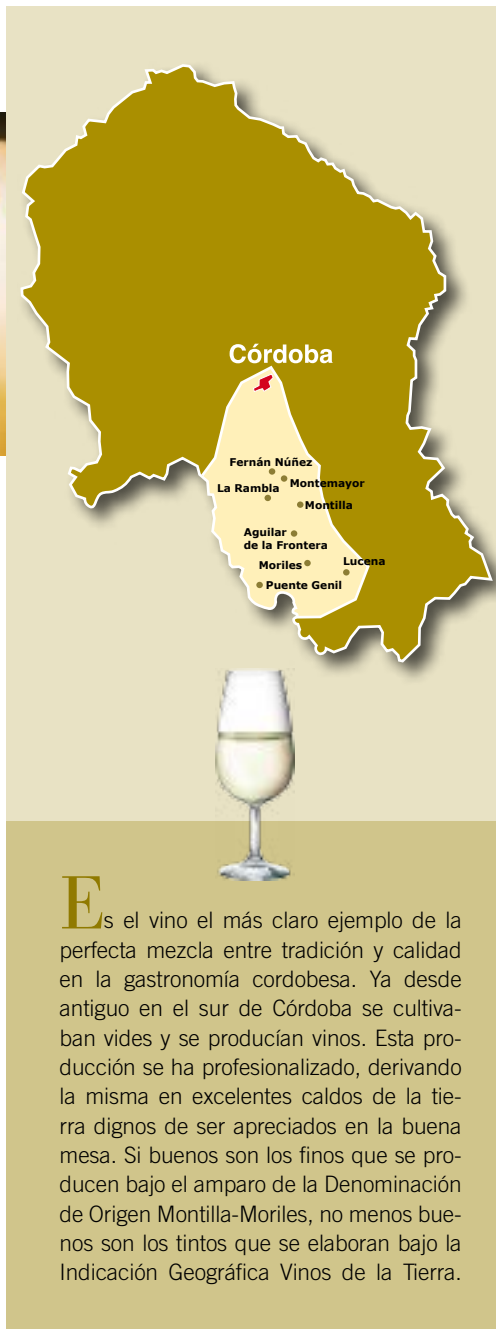 Córdoba
Fernán Núñez
Montemayor
La Rambla
Montilla
Aguilar
de la Frontera
Moriles
Lucena
Puente Genil
Es el vino el más claro ejemplo de la
perfecta mezcla entre tradición y calidad
en la gastronomía cordobesa. Ya desde
antiguo en el sur de Córdoba se cultiva-
ban vides y se producían vinos. Esta pro-
ducción se ha profesionalizado, derivando
la misma en excelentes caldos de la tie-
rra dignos de ser apreciados en la buena
mesa. Si buenos son los finos que se pro-
ducen bajo el amparo de la Denominación
de Origen Montilla-Moriles, no menos bue-
nos son los tintos que se elaboran bajo la
Indicación Geográfica Vinos de la Tierra.